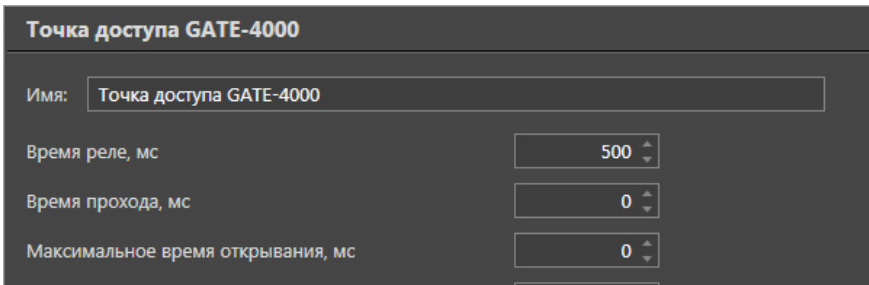 Точка доступа GATE-4000
Имя: Точка доступа GATE-4000
Время реле, мс 500
Время прохода, мс 0
Максимальное время открывания, мс 0